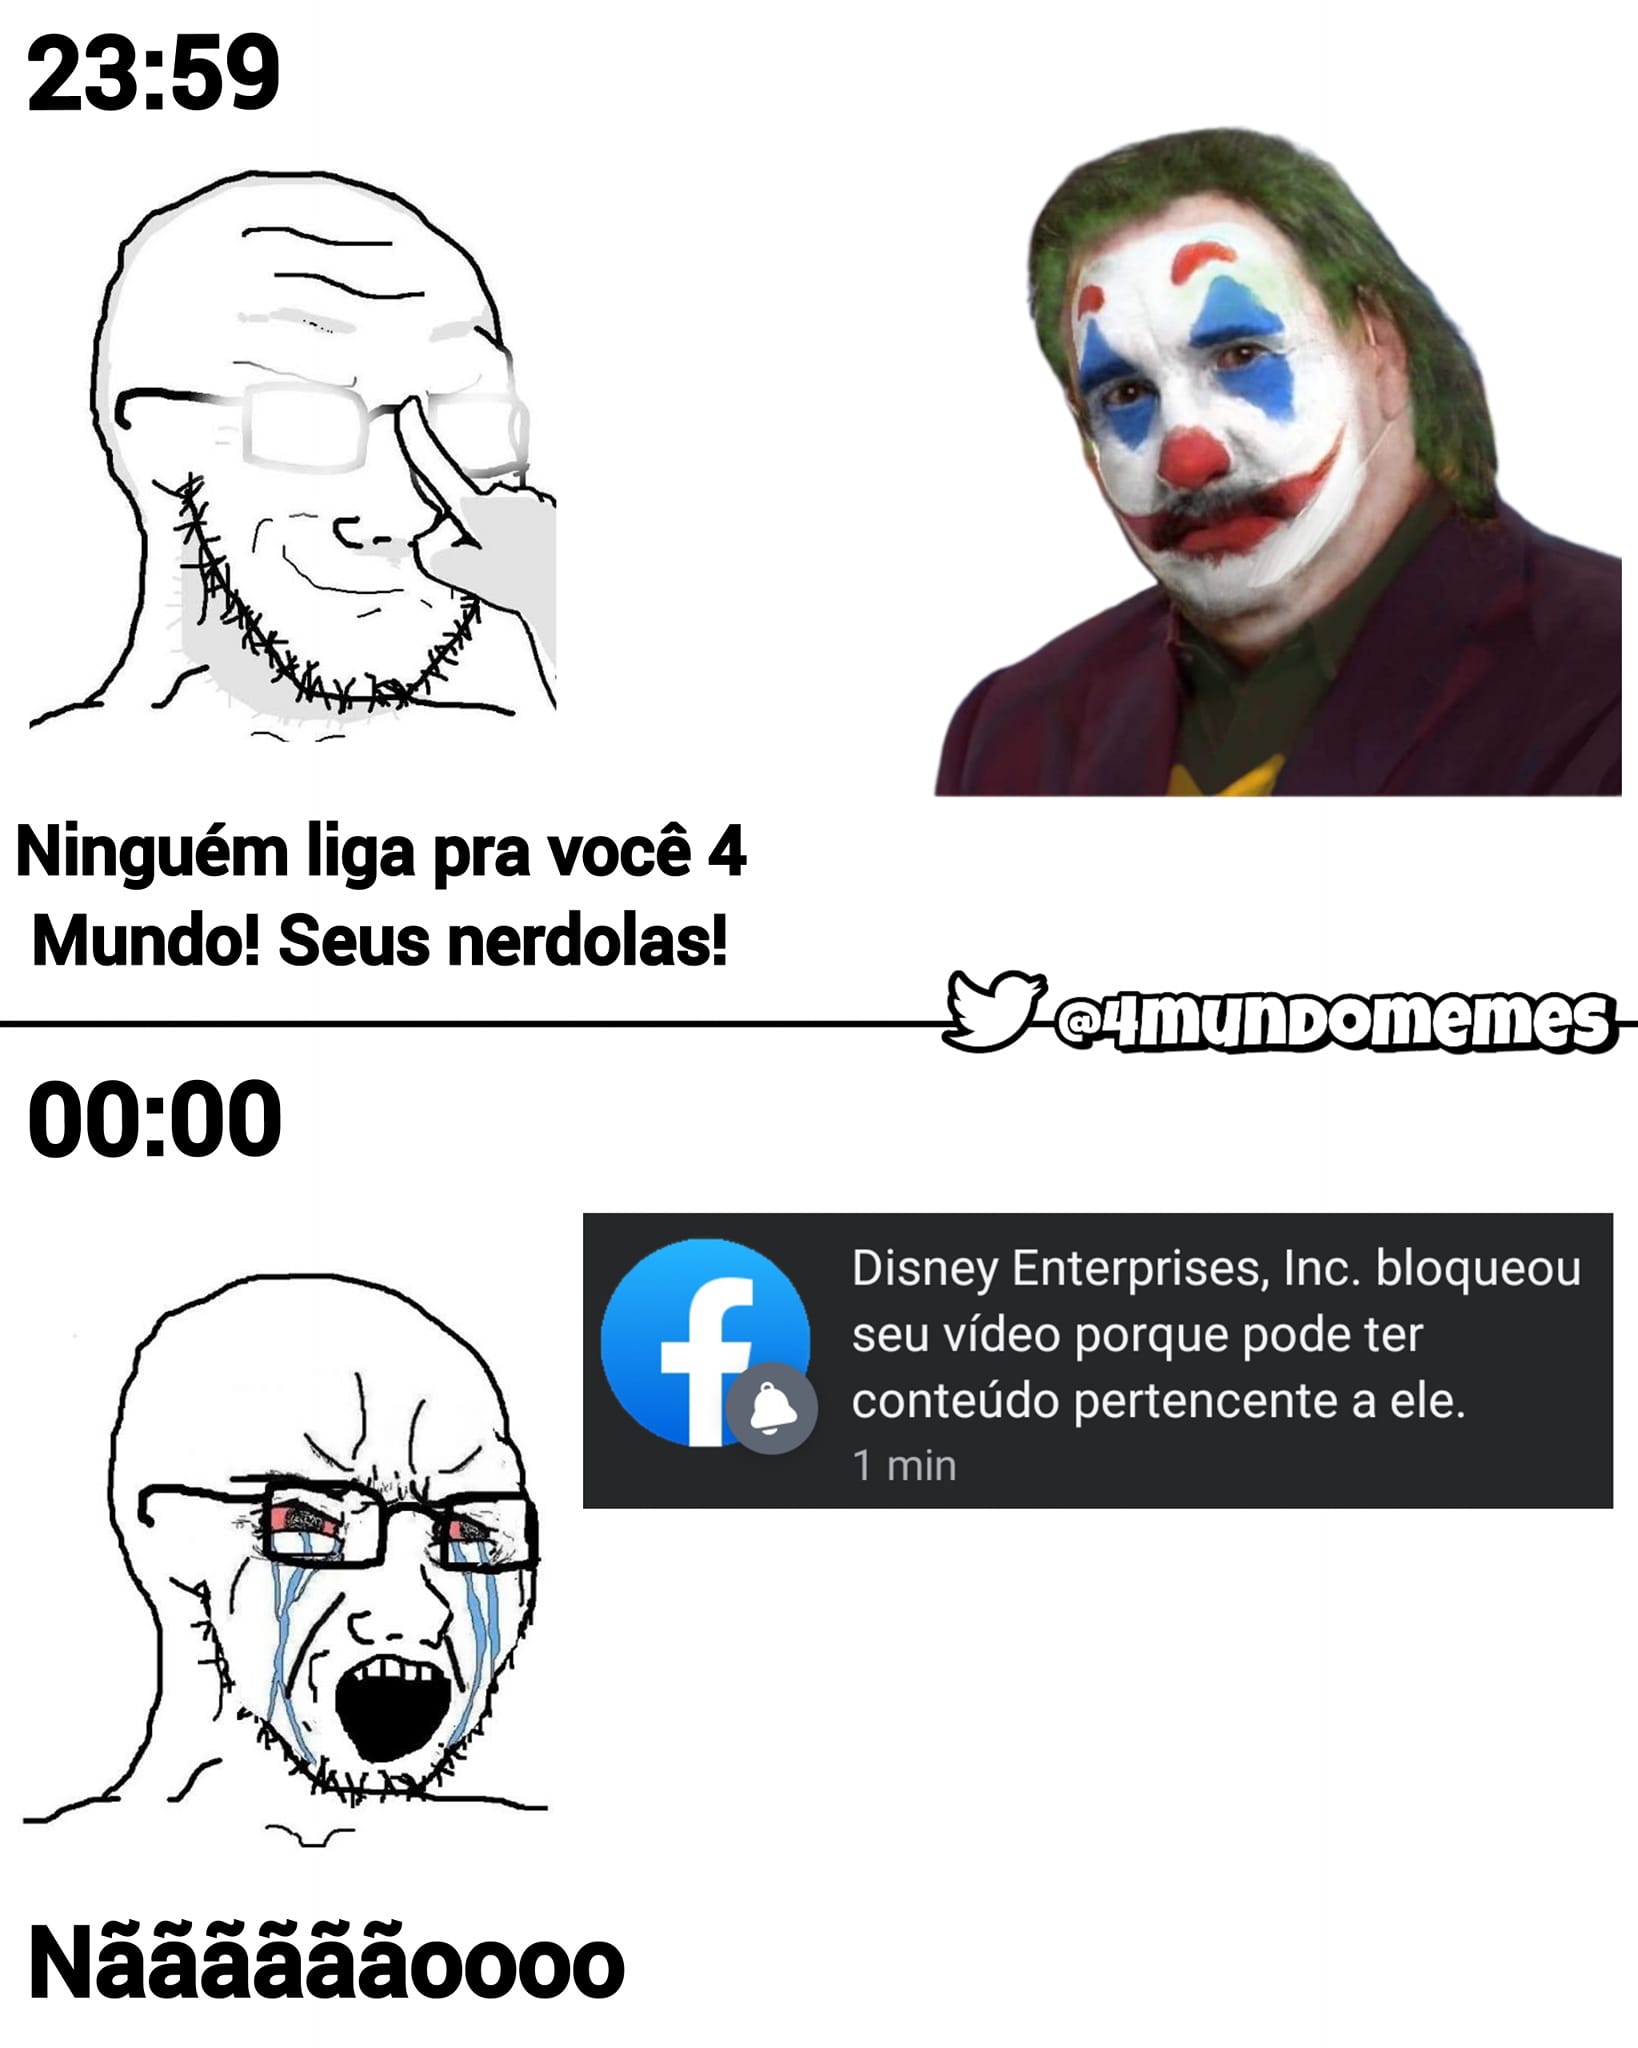 23:59
Ninguém liga pra você 4
Mundo! Seus nerdolas!
@4mundomemes
00:00
Disney Enterprises, Inc. bloqueou
seu vídeo porque pode ter
conteúdo pertencente a ele.
1 min
Nããããããoooo